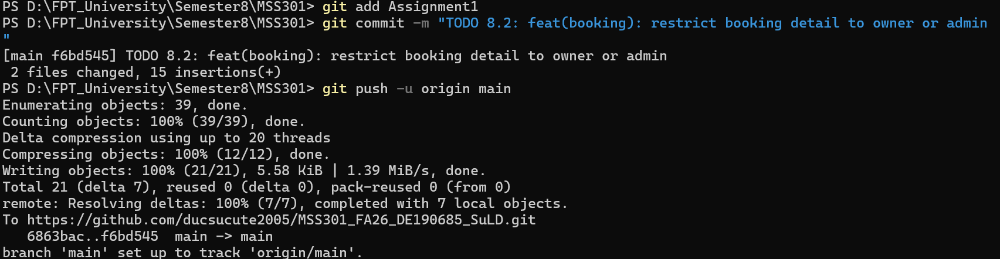 PS D:\FPT_University\Semester8\MSS301> git add Assignment1
PS D:\FPT_University\Semester8\MSS301> git commit -m "TODO 8.2: feat(booking): restrict booking detail to owner or admin
"
[main f6bd545] TODO 8.2: feat(booking): restrict booking detail to owner or admin
 2 files changed, 15 insertions(+)
PS D:\FPT_University\Semester8\MSS301> git push -u origin main
Enumerating objects: 39, done.
Counting objects: 100% (39/39), done.
Delta compression using up to 20 threads
Compressing objects: 100% (12/12), done.
Writing objects: 100% (21/21), 5.58 KiB | 1.39 MiB/s, done.
Total 21 (delta 7), reused 0 (delta 0), pack-reused 0 (from 0)
remote: Resolving deltas: 100% (7/7), completed with 7 local objects.
To https://github.com/ducsucute2005/MSS301_FA26_DE190685_SuLD.git
   6863bac..f6bd545  main -> main
branch 'main' set up to track 'origin/main'.